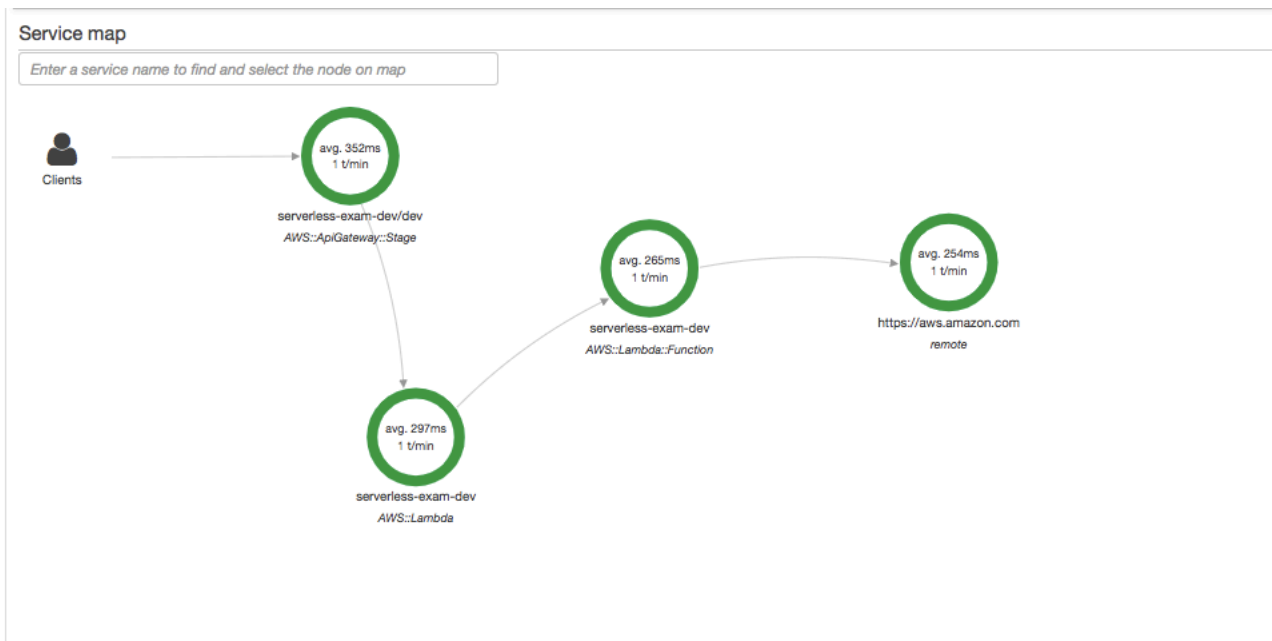 Service map
Enter a service name to find and select the node on map
Clients
avg. 352ms
1 t/min
serverless-exam-dev/dev
AWS::ApiGateway::Stage
avg. 265ms
1 t/min
serverless-exam-dev
AWS::Lambda::Function
avg. 254ms
1 t/min
https://aws.amazon.com
remote
avg. 297ms
1 t/min
serverless-exam-dev
AWS::Lambda